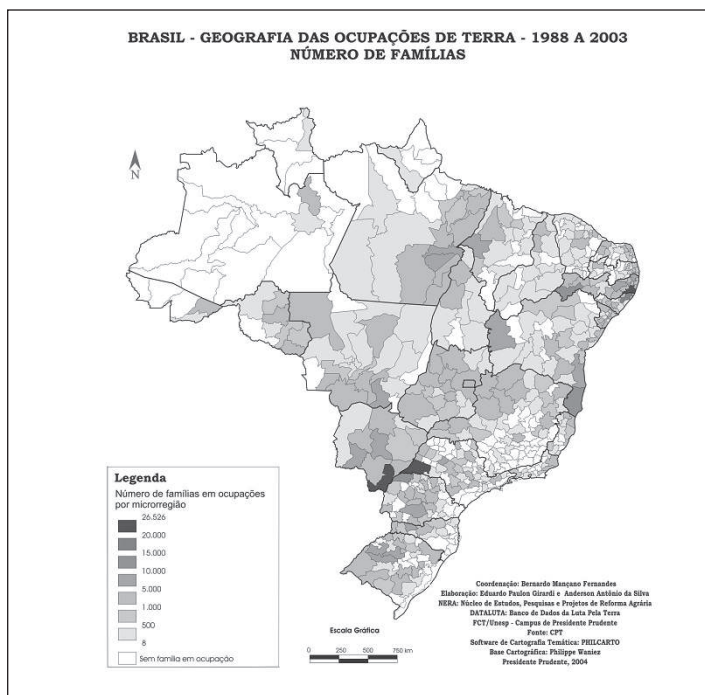 BRASIL - GEOGRAFIA DAS OCUPAÇÕES DE TERRA - 1988 A 2003
NÚMERO DE FAMÍLIAS
N
Legenda
Número de famílias em ocupações
por microrregião
26.526
20.000
15.000
10.000
5.000
1.000
500
8
Sem família em ocupação
Escala Gráfica
0 250 500 750 km
Coordenação: Bernardo Mançano Fernandes
Elaboração: Eduardo Paulon Girardi e Anderson Antônio da Silva
NERA: Núcleo de Estudos, Pesquisas e Projetos de Reforma Agrária
DATALUTA: Banco de Dados da Luta Pela Terra
FCT/Unesp - Campus de Presidente Prudente
Fonte: CPT
Software de Cartografia Temática: PHILCARTO
Base Cartográfica: Philippe Waniez
Presidente Prudente, 2004